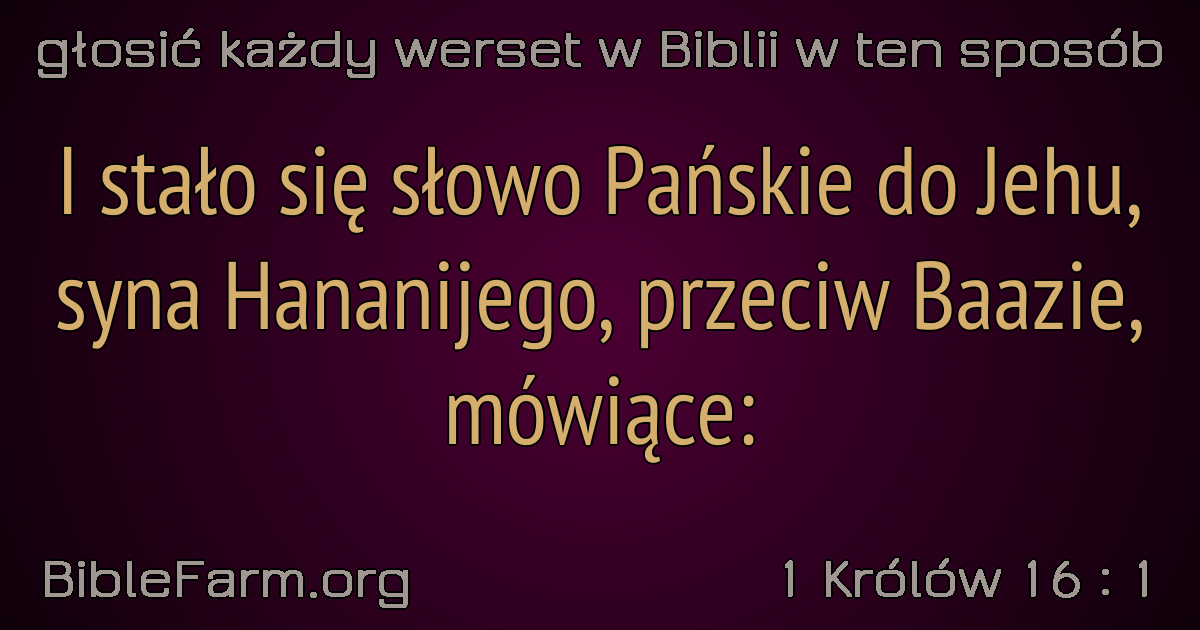 głosić każdy werset w Biblii w ten sposób
I stało się słowo Pańskie do Jehu,
syna Hananijego, przeciw Baazie,
mówiące:
BibleFarm.org
1 Królów 16 : 1